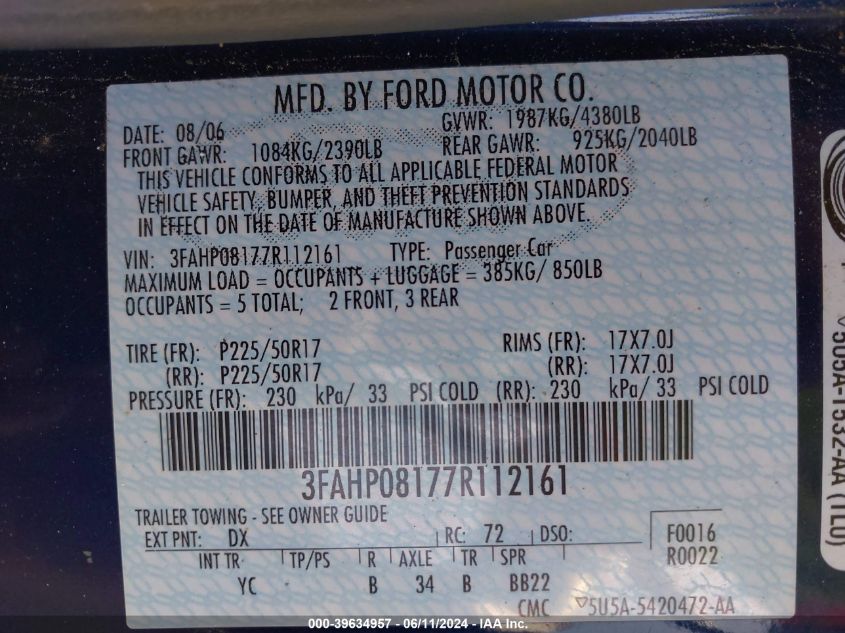 MFD. BY FORD MOTOR CO.
DATE: 08/06 GVWR: 1987KG/4380LB
FRONT GAWR: 1084KG/2390LB REAR GAWR: 925KG/2040LB
THIS VEHICLE CONFORMS TO ALL APPLICABLE FEDERAL MOTOR
VEHICLE SAFETY, BUMPER, AND THEFT PREVENTION STANDARDS
IN EFFECT ON THE DATE OF MANUFACTURE SHOWN ABOVE.
VIN: 3FAHP08177R112161 TYPE: Passenger Car
MAXIMUM LOAD = OCCUPANTS + LUGGAGE = 385KG/ 850LB
OCCUPANTS = 5 TOTAL; 2 FRONT, 3 REAR
TIRE (FR): P225/50R17 RIMS (FR): 17X7.0J
(RR): P225/50R17 (RR): 17X7.0J
PRESSURE (FR): 230 kPa/ 33 PSI COLD (RR): 230 kPa/ 33 PSI COLD
3FAHP08177R112161
TRAILER TOWING - SEE OWNER GUIDE
EXT PNT: DX RC: 72 DSO: F0016
R0022
INT TR TP/PS R AXLE TR SPR
YC B 34 B BB22
CMC ▽5U5A-5420472-AA
5U5A-1532-AA (TL0)
000-39634957 - 06/11/2024 - IAA Inc.